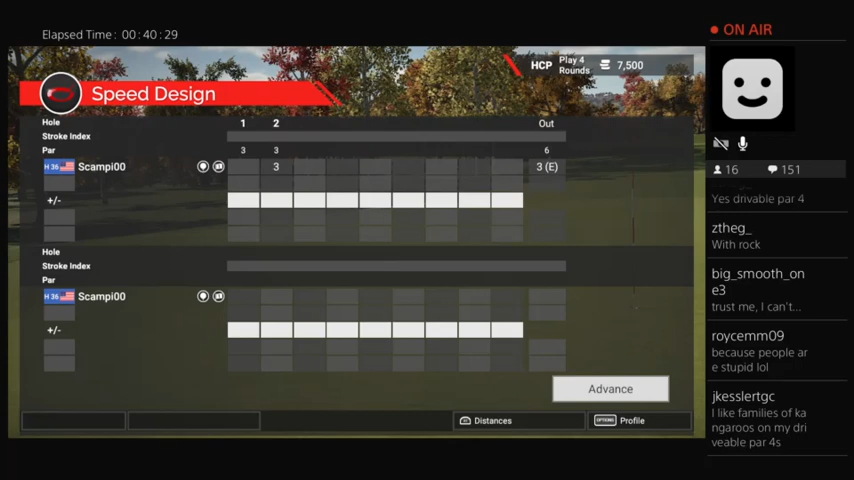 Elapsed Time : 00:40:29
ON AIR
HCP Play 4 Rounds 7,500
Speed Design
Hole 1 2 Out
Stroke Index
Par 3 3 6
H 36 Scampi00 3 3 (E)
+/-
Hole
Stroke Index
Par
H 36 Scampi00
+/-
Advance
Distances
OPTIONS Profile
16 151
Yes drivable par 4
ztheg_
With rock
big_smooth_on
e3
trust me, I can't...
roycemm09
because people ar
e stupid lol
jkesslertgc
I like families of ka
ngaroos on my dri
veable par 4s